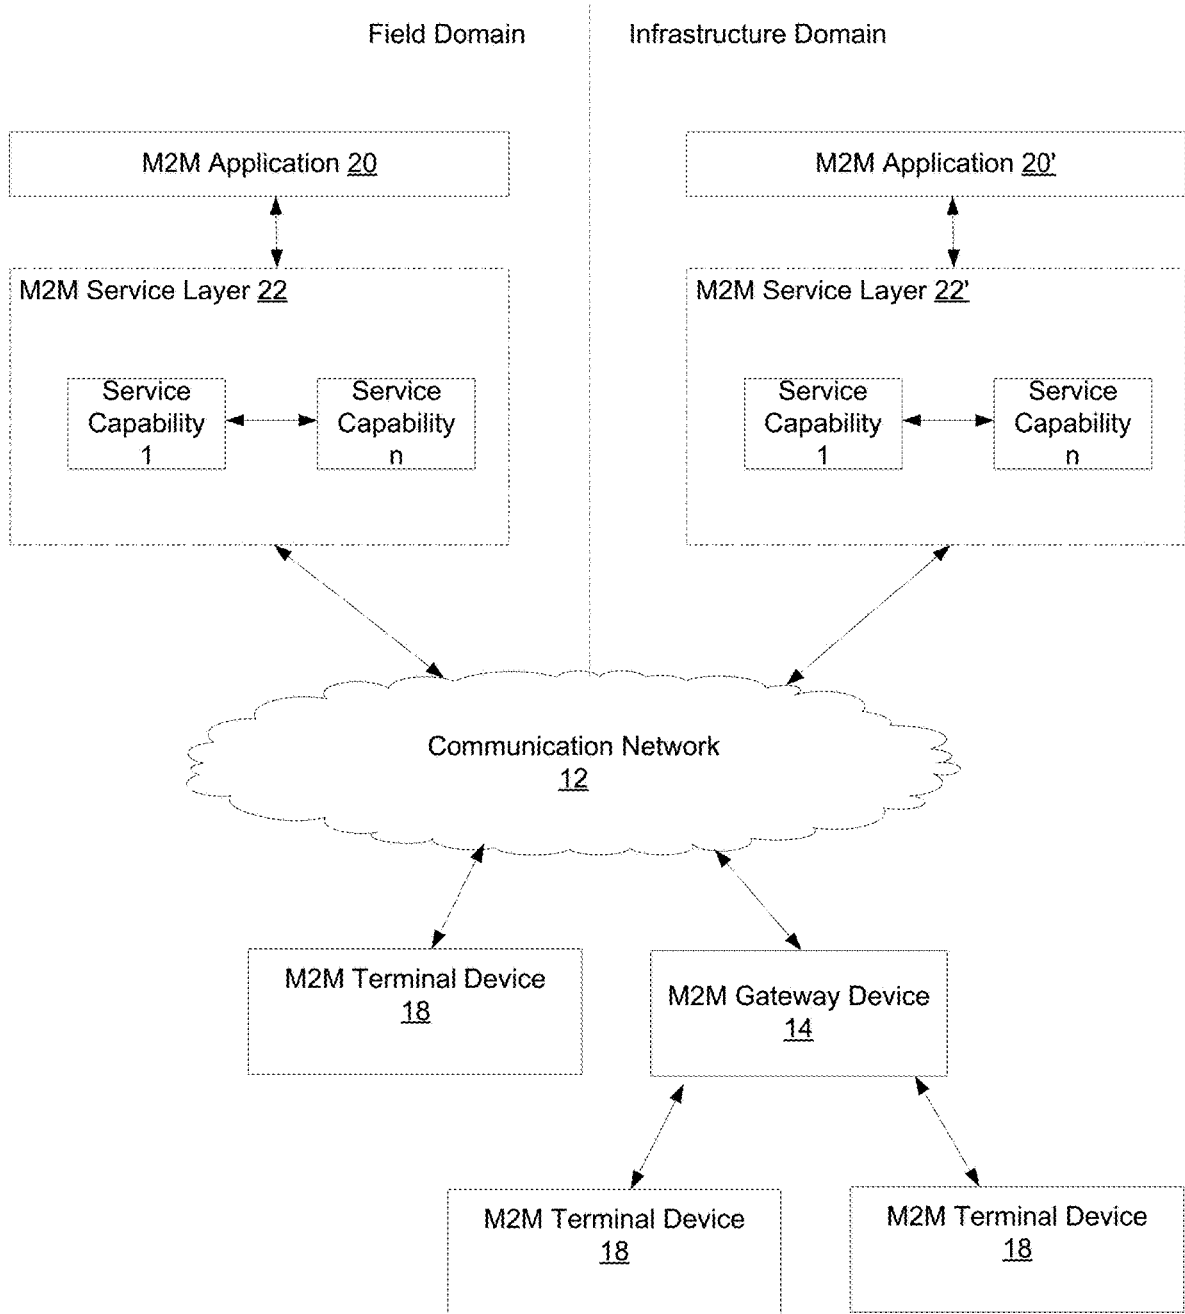 Field Domain
Infrastructure Domain
M2M Application 20
M2M Application 20'
M2M Service Layer 22
Service
Capability
1
Service
Capability
n
M2M Service Layer 22'
Service
Capability
1
Service
Capability
n
Communication Network
12
M2M Terminal Device
18
M2M Gateway Device
14
M2M Terminal Device
18
M2M Terminal Device
18